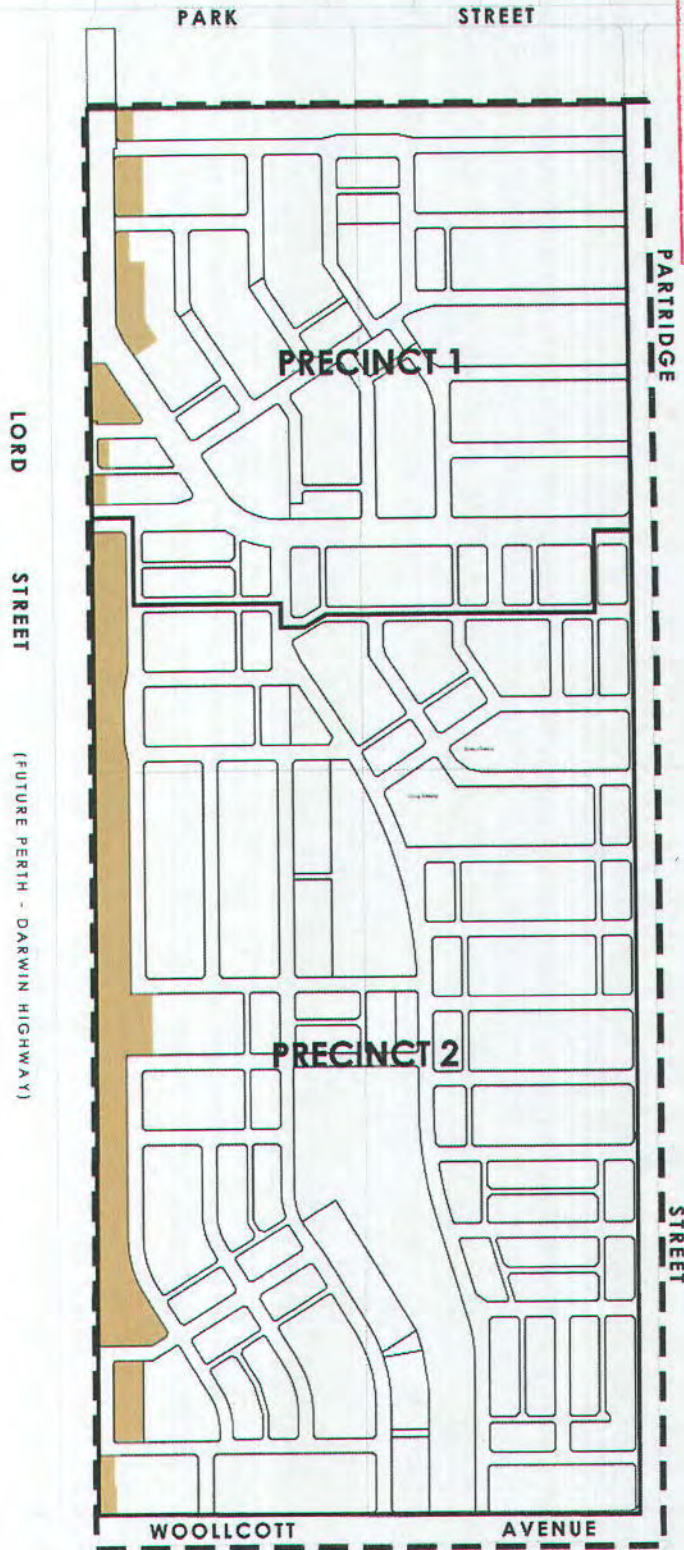 PARK STREET
PARTRIDGE STREET
PRECINCT 1
LORD STREET (FUTURE PERTH - DARWIN HIGHWAY)
PRECINCT 2
WOOLLCOTT AVENUE